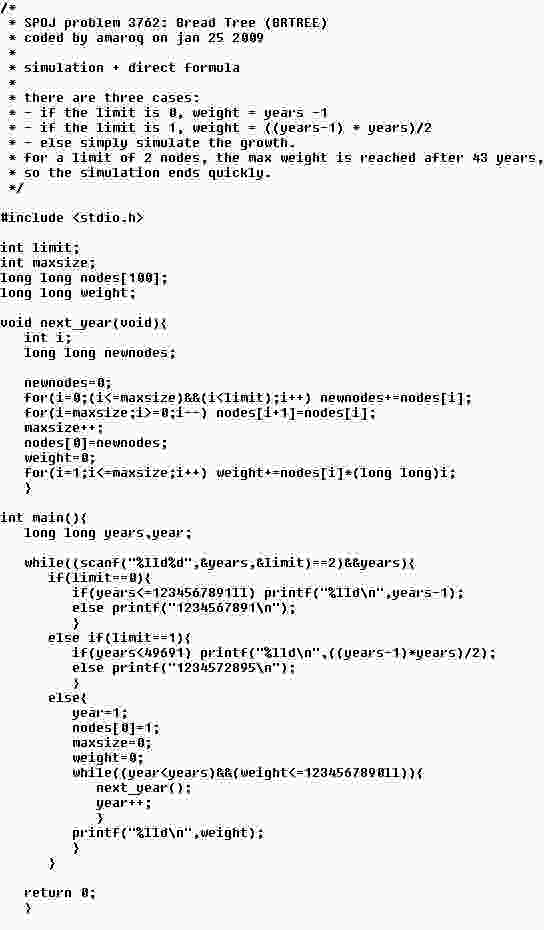 /*
 * SPOJ problem 3762: Bread Tree (BRTREE)
 * coded by amaroq on jan 25 2009
 *
 * simulation + direct formula
 *
 * there are three cases:
 * - if the limit is 0, weight = years -1
 * - if the limit is 1, weight = ((years-1) * years)/2
 * - else simply simulate the growth.
 * for a limit of 2 nodes, the max weight is reached after 43 years,
 * so the simulation ends quickly.
 */
#include <stdio.h>
int limit;
int maxsize;
long long nodes[100];
long long weight;
void next_year(void){
   int i;
   long long newnodes;
   newnodes=0;
   for(i=0;(i<=maxsize)&&(i<limit);i++) newnodes+=nodes[i];
   for(i=maxsize;i>=0;i--) nodes[i+1]=nodes[i];
   maxsize++;
   nodes[0]=newnodes;
   weight=0;
   for(i=1;i<=maxsize;i++) weight+=nodes[i]*(long long)i;
   }
int main(){
   long long years,year;
   while((scanf("%lld%d",&years,&limit)==2)&&years){
      if(limit==0){
         if(years<=1234567891ll) printf("%lld\n",years-1);
         else printf("1234567891\n");
         }
      else if(limit==1){
         if(years<49691) printf("%lld\n",((years-1)*years)/2);
         else printf("1234572895\n");
         }
      else{
         year=1;
         nodes[0]=1;
         maxsize=0;
         weight=0;
         while((year<years)&&(weight<=1234567890ll)){
            next_year();
            year++;
            }
         printf("%lld\n",weight);
         }
      }
   return 0;
   }